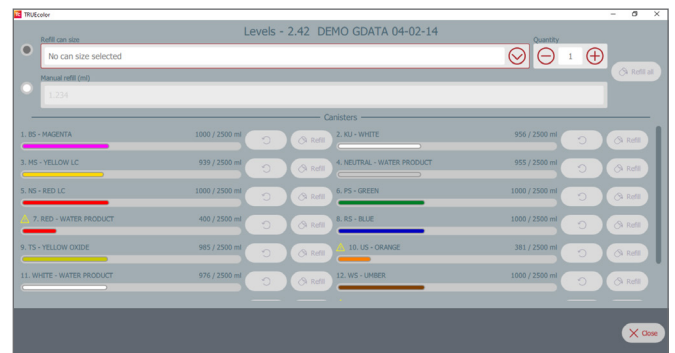 TRUEcolor
Levels - 2.42 DEMO GDATA 04-02-14
Refill can size
Quantity
No can size selected
1
Refill all
Manual refill (ml)
1.234
Canisters
1. BS - MAGENTA 1000 / 2500 ml Refill
2. KU - WHITE 956 / 2500 ml Refill
3. MS - YELLOW LC 939 / 2500 ml Refill
4. NEUTRAL - WATER PRODUCT 955 / 2500 ml Refill
5. NS - RED LC 1000 / 2500 ml Refill
6. PS - GREEN 1000 / 2500 ml Refill
7. RED - WATER PRODUCT 400 / 2500 ml Refill
8. RS - BLUE 1000 / 2500 ml Refill
9. TS - YELLOW OXIDE 985 / 2500 ml Refill
10. US - ORANGE 381 / 2500 ml Refill
11. WHITE - WATER PRODUCT 976 / 2500 ml Refill
12. WS - UMBER 1000 / 2500 ml Refill
Close